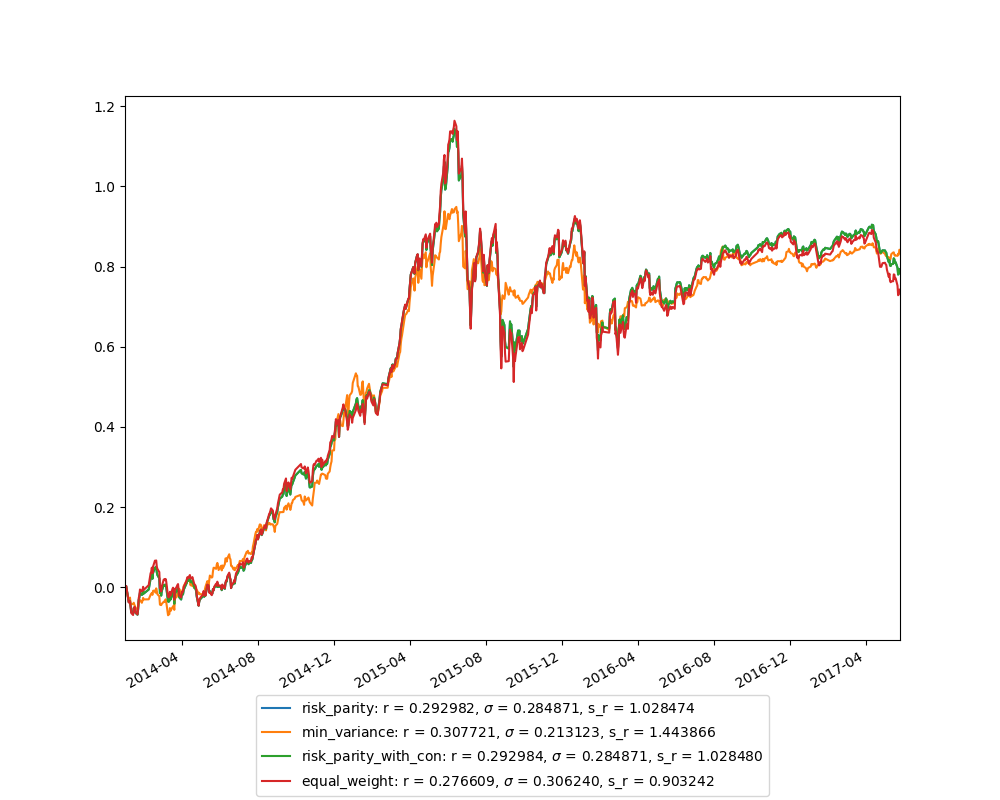 1.2
1.0
0.8
0.6
0.4
0.2
0.0
2014-04 2014-08 2014-12 2015-04 2015-08 2015-12 2016-04 2016-08 2016-12 2017-04
risk_parity: r = 0.292982, σ = 0.284871, s_r = 1.028474
min_variance: r = 0.307721, σ = 0.213123, s_r = 1.443866
risk_parity_with_con: r = 0.292984, σ = 0.284871, s_r = 1.028480
equal_weight: r = 0.276609, σ = 0.306240, s_r = 0.903242